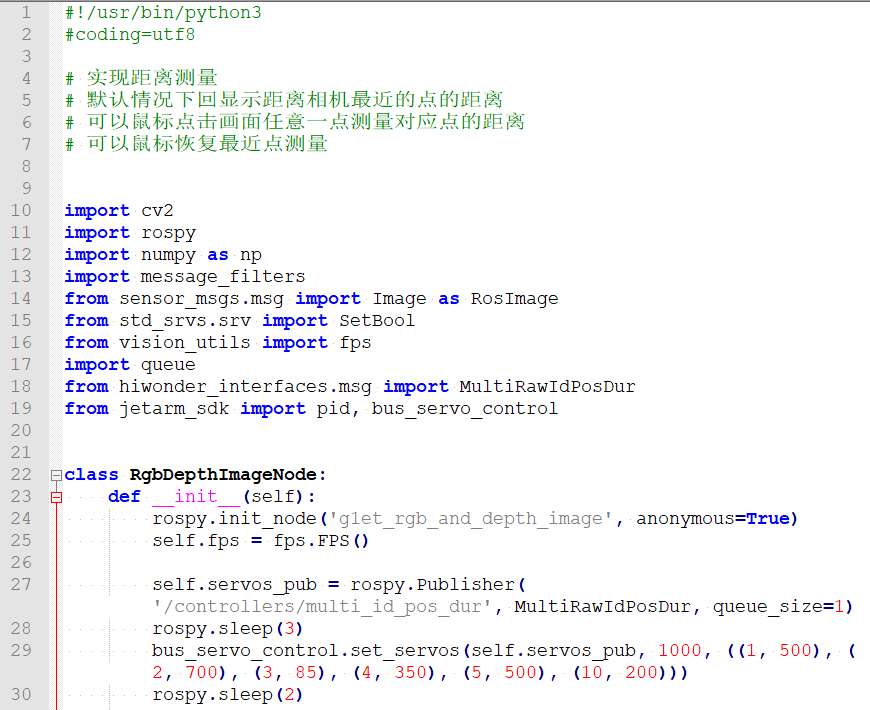 1 #!/usr/bin/python3
2 #coding=utf8
3
4 # 实现距离测量
5 # 默认情况下回显示距离相机最近的点的距离
6 # 可以鼠标点击画面任意一点测量对应点的距离
7 # 可以鼠标恢复最近点测量
8
9
10 import cv2
11 import rospy
12 import numpy as np
13 import message_filters
14 from sensor_msgs.msg import Image as RosImage
15 from std_srvs.srv import SetBool
16 from vision_utils import fps
17 import queue
18 from hiwonder_interfaces.msg import MultiRawIdPosDur
19 from jetarm_sdk import pid, bus_servo_control
20
21
22 class RgbDepthImageNode:
23 def __init__(self):
24 rospy.init_node('g1et_rgb_and_depth_image', anonymous=True)
25 self.fps = fps.FPS()
26
27 self.servos_pub = rospy.Publisher(
'/controllers/multi_id_pos_dur', MultiRawIdPosDur, queue_size=1)
28 rospy.sleep(3)
29 bus_servo_control.set_servos(self.servos_pub, 1000, ((1, 500), (
2, 700), (3, 85), (4, 350), (5, 500), (10, 200)))
30 rospy.sleep(2)